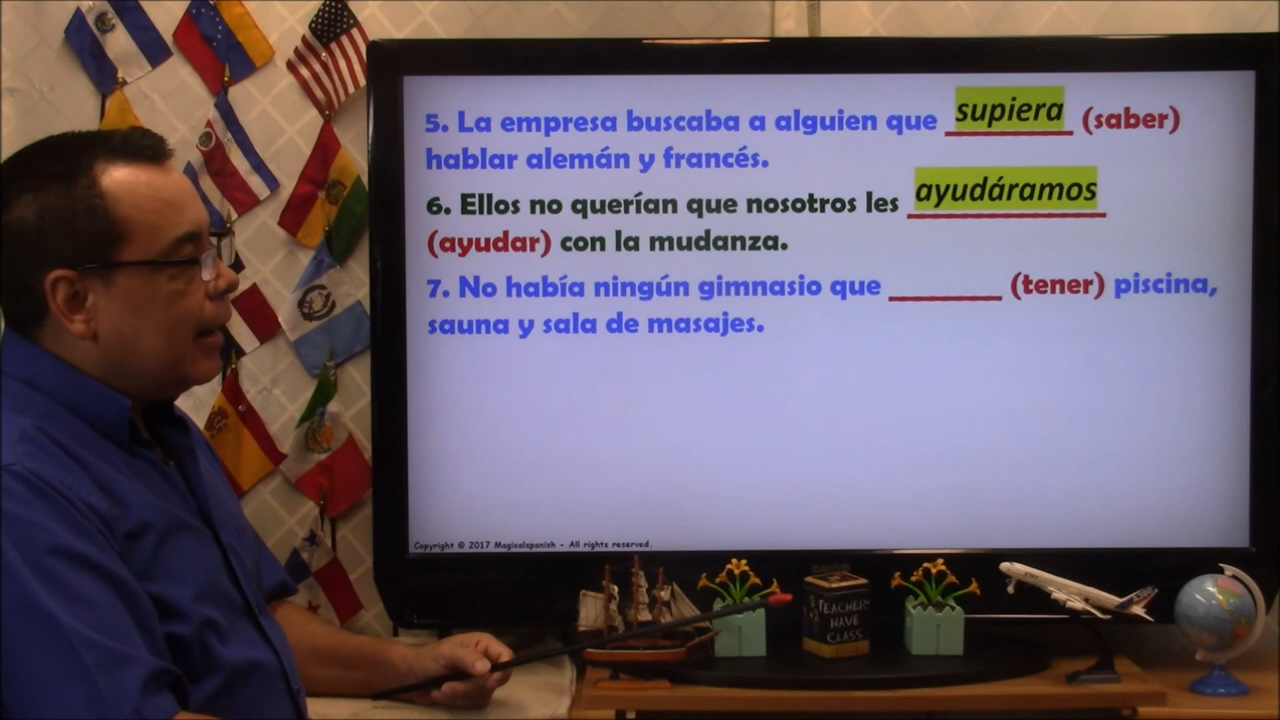 5. La empresa buscaba a alguien que supiera (saber)
hablar alemán y francés.
6. Ellos no querían que nosotros les ayudáramos
(ayudar) con la mudanza.
7. No había ningún gimnasio que ________ (tener) piscina,
sauna y sala de masajes.
Copyright © 2017 Magicalspanish - All rights reserved.
TEACHERS
HAVE
CLASS